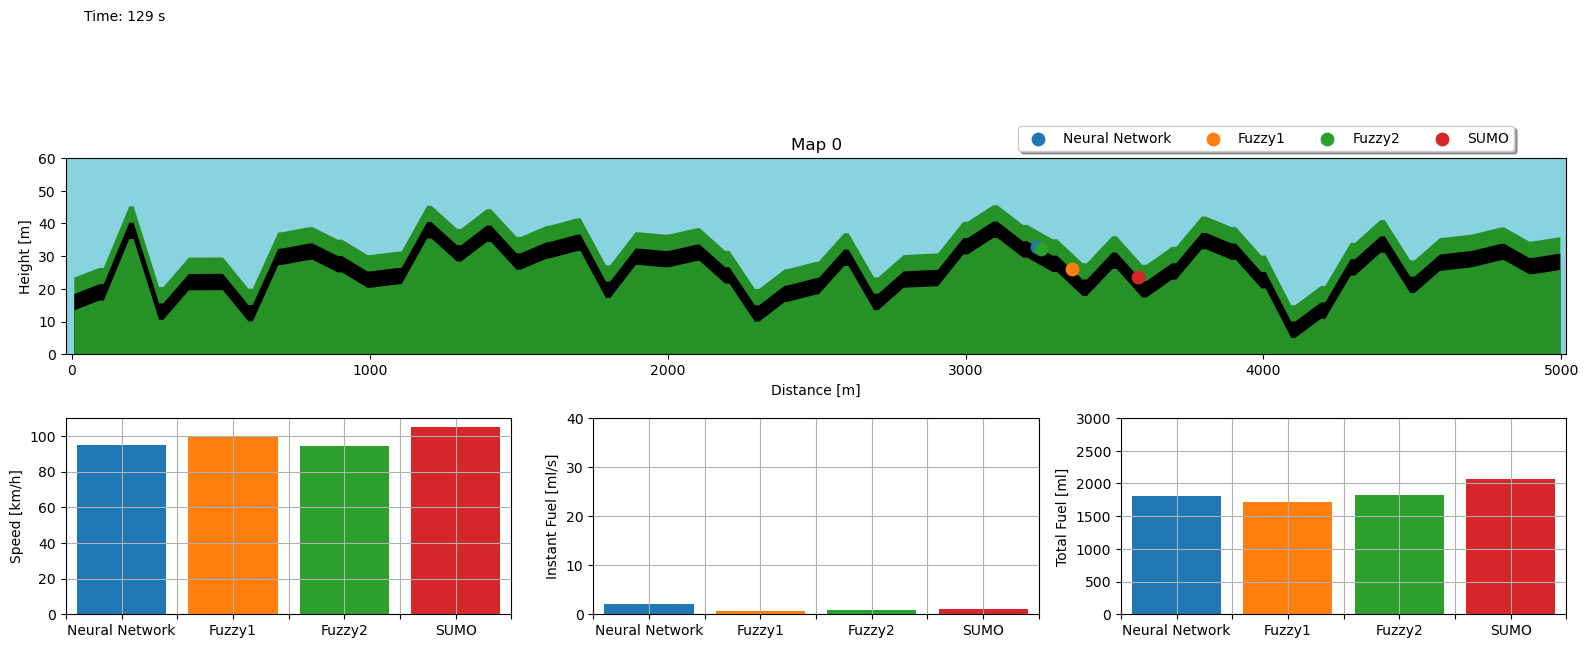 Time: 129 s
Map 0
Neural Network Fuzzy1 Fuzzy2 SUMO
Height [m]
60
50
40
30
20
10
0
0 1000 2000 3000 4000 5000
Distance [m]
Speed [km/h]
100
80
60
40
20
0
Neural Network Fuzzy1 Fuzzy2 SUMO
Instant Fuel [ml/s]
40
30
20
10
0
Neural Network Fuzzy1 Fuzzy2 SUMO
Total Fuel [ml]
3000
2500
2000
1500
1000
500
0
Neural Network Fuzzy1 Fuzzy2 SUMO